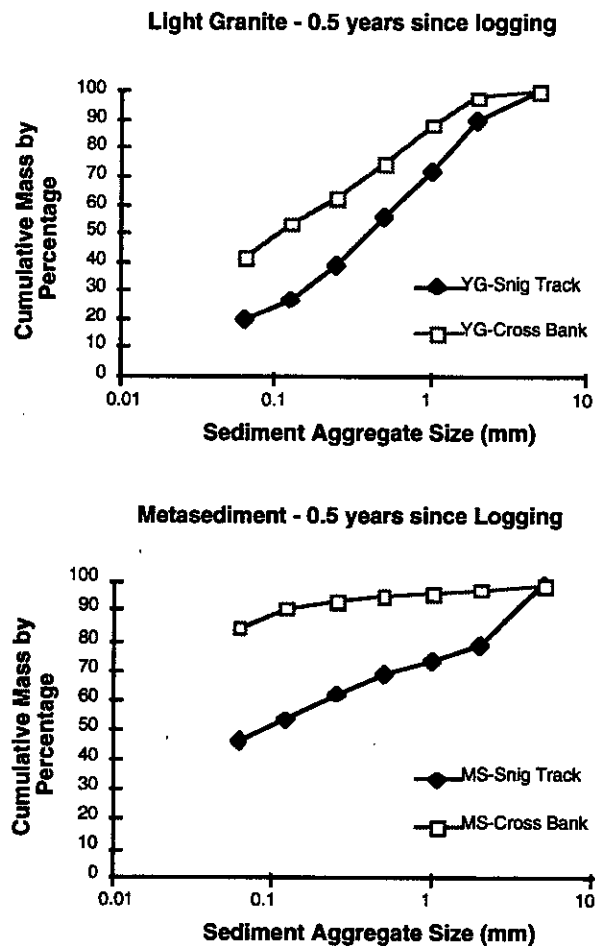 Light Granite - 0.5 years since logging
Cumulative Mass by
Percentage
100
90
80
70
60
50
40
30
20
10
0
YG-Snig Track
YG-Cross Bank
0.01
0.1
1
10
Sediment Aggregate Size (mm)
Metasediment - 0.5 years since Logging
Cumulative Mass by
Percentage
100
90
80
70
60
50
40
30
20
10
0
MS-Snig Track
MS-Cross Bank
0.01
0.1
1
10
Sediment Aggregate Size (mm)